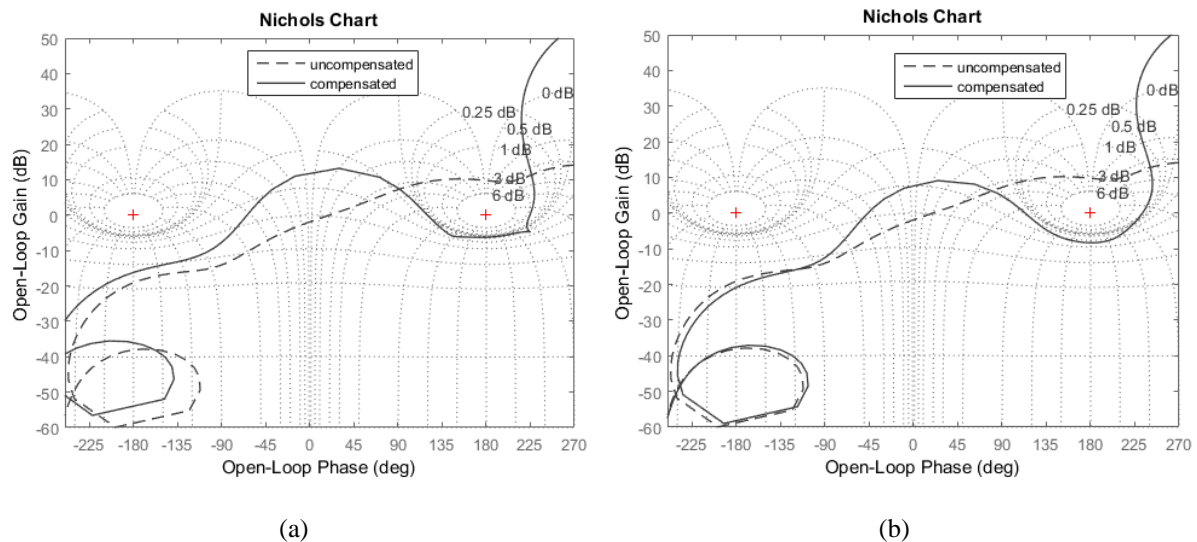 Nichols Chart
50
40
30
20
10
0
-10
-20
-30
-40
-50
-60
Open-Loop Gain (dB)
uncompensated
compensated
0 dB
0.25 dB
0.5 dB
1 dB
3 dB
6 dB
-225 -180 -135 -90 -45 0 45 90 135 180 225 270
Open-Loop Phase (deg)
(a)
Nichols Chart
50
40
30
20
10
0
-10
-20
-30
-40
-50
-60
Open-Loop Gain (dB)
uncompensated
compensated
0 dB
0.25 dB
0.5 dB
1 dB
3 dB
6 dB
-225 -180 -135 -90 -45 0 45 90 135 180 225 270
Open-Loop Phase (deg)
(b)